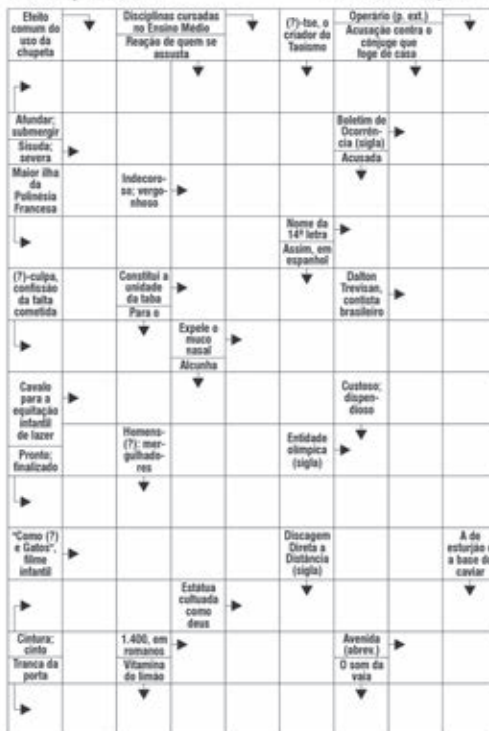 Efeito
comum do
uso da
chupeta
Disciplinas cursadas
no Ensino Médio
Reação de quem se
assusta
(?)-tse, o
criador do
Taoismo
Operário (p. ext.)
Acusação contra o
cônjuge que
foge de casa
Afundar;
submergir
Sisuda;
severa
Boletim de
Ocorrên-
cia (sigla)
Acusada
Maior ilha
da
Polinésia
Francesa
Indecoro-
so; vergo-
nhoso
Nome da
14ª letra
Assim, em
espanhol
(?)-culpa,
confissão
da falta
cometida
Constitui a
unidade
da taba
Para o
Dalton
Trevisan,
contista
brasileiro
Expele o
muco
nasal
Alcunha
Cavalo
para a
equitação
infantil
de lazer
Custoso;
dispen-
dioso
Pronto;
finalizado
Homens-
(?): mer-
gulhado-
res
Entidade
olímpica
(sigla)
"Como (?)
e Gatos",
filme
infantil
Discagem
Direta a
Distância
(sigla)
A de
esturjão é
a base do
caviar
Estátua
cultuada
como
deus
Cintura;
cinto
Tranca da
porta
1.400, em
romanos
Vitamina
do limão
Avenida
(abrev.)
O som da
vaia